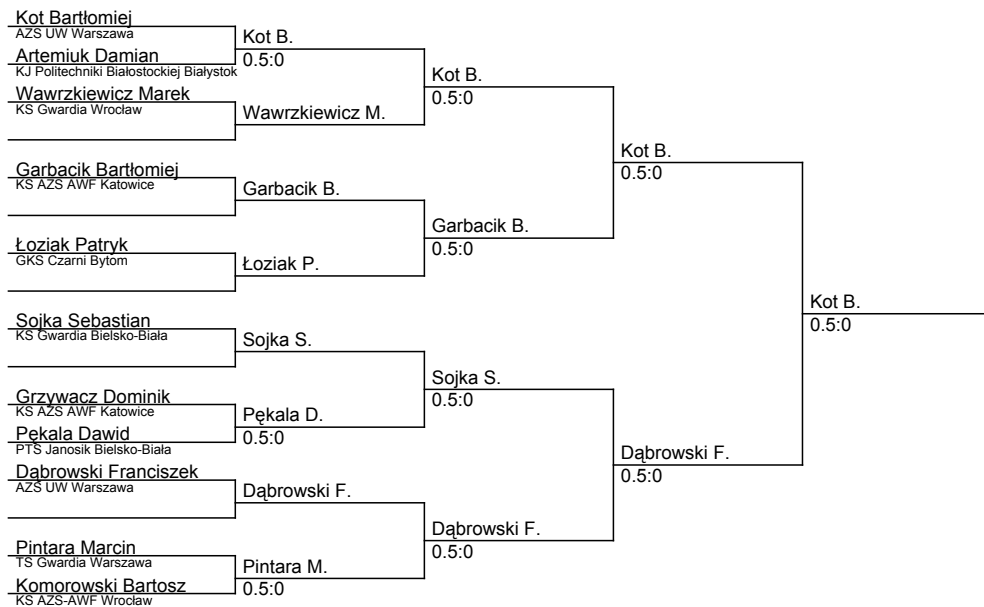 Kot Bartłomiej
AZS UW Warszawa
Artemiuk Damian
KJ Politechniki Białostockiej Białystok
Wawrzkiewicz Marek
KS Gwardia Wrocław
Garbacik Bartłomiej
KS AZS AWF Katowice
Łoziak Patryk
GKS Czarni Bytom
Sojka Sebastian
KS Gwardia Bielsko-Biała
Grzywacz Dominik
KS AZS AWF Katowice
Pękala Dawid
PTS Janosik Bielsko-Biała
Dąbrowski Franciszek
AZS UW Warszawa
Pintara Marcin
TS Gwardia Warszawa
Komorowski Bartosz
KS AZS-AWF Wrocław
Kot B.
0.5:0
Wawrzkiewicz M.
Garbacik B.
Łoziak P.
Sojka S.
Pękala D.
0.5:0
Dąbrowski F.
Pintara M.
0.5:0
Kot B.
0.5:0
Garbacik B.
0.5:0
Sojka S.
0.5:0
Dąbrowski F.
0.5:0
Kot B.
0.5:0
Dąbrowski F.
0.5:0
Kot B.
0.5:0